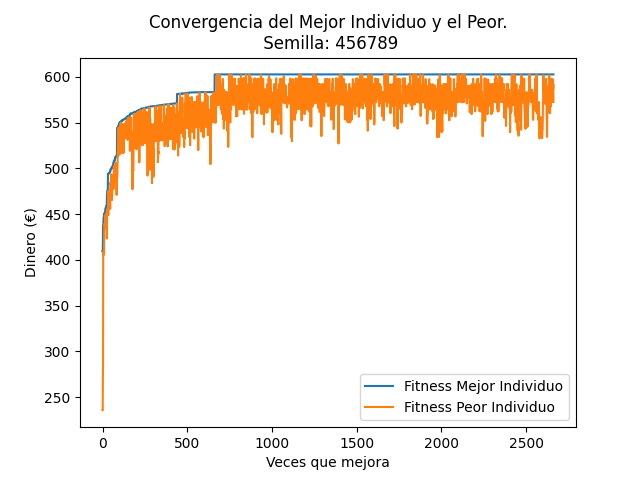 Convergencia del Mejor Individuo y el Peor.
Semilla: 456789
Dinero (€)
600
550
500
450
400
350
300
250
0
500
1000
1500
2000
2500
Veces que mejora
Fitness Mejor Individuo
Fitness Peor Individuo